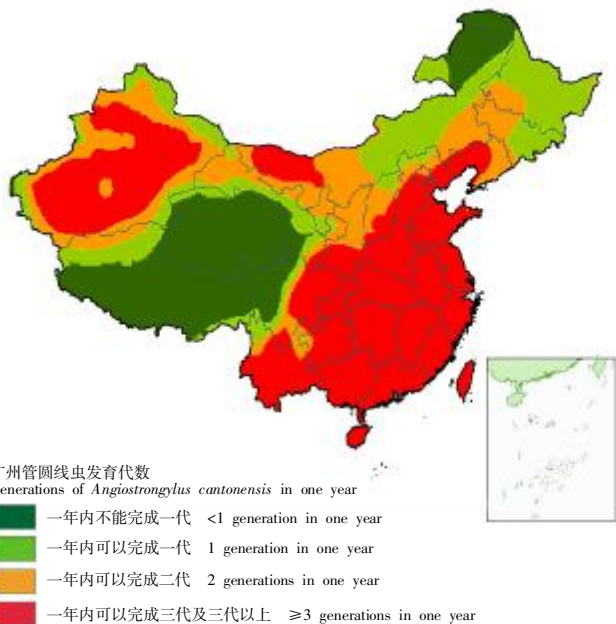 州管圆线虫发育代数
enerations of Angiostrongylus cantonensis in one year
一年内不能完成一代 <1 generation in one year
一年内可以完成一代 1 generation in one year
一年内可以完成二代 2 generations in one year
一年内可以完成三代及三代以上 ≥3 generations in one year